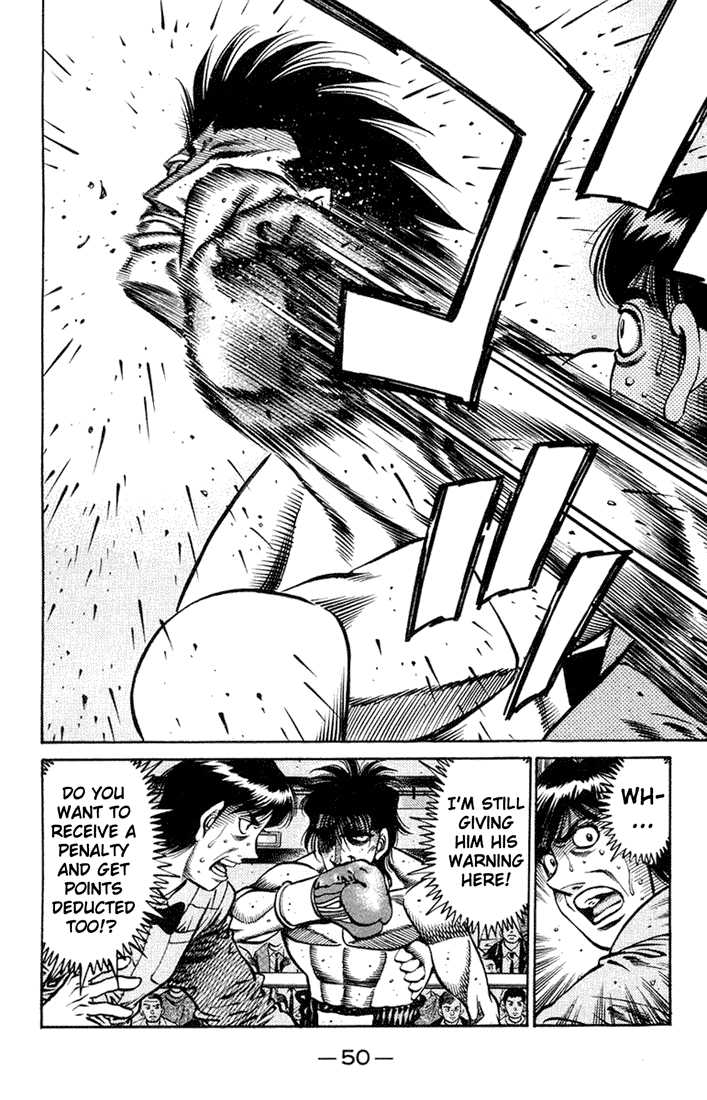 WH-
...
I'M STILL
GIVING
HIM HIS
WARNING
HERE!
DO YOU
WANT TO
RECEIVE A
PENALTY
AND GET
POINTS
DEDUCTED
TOO!?
—50—